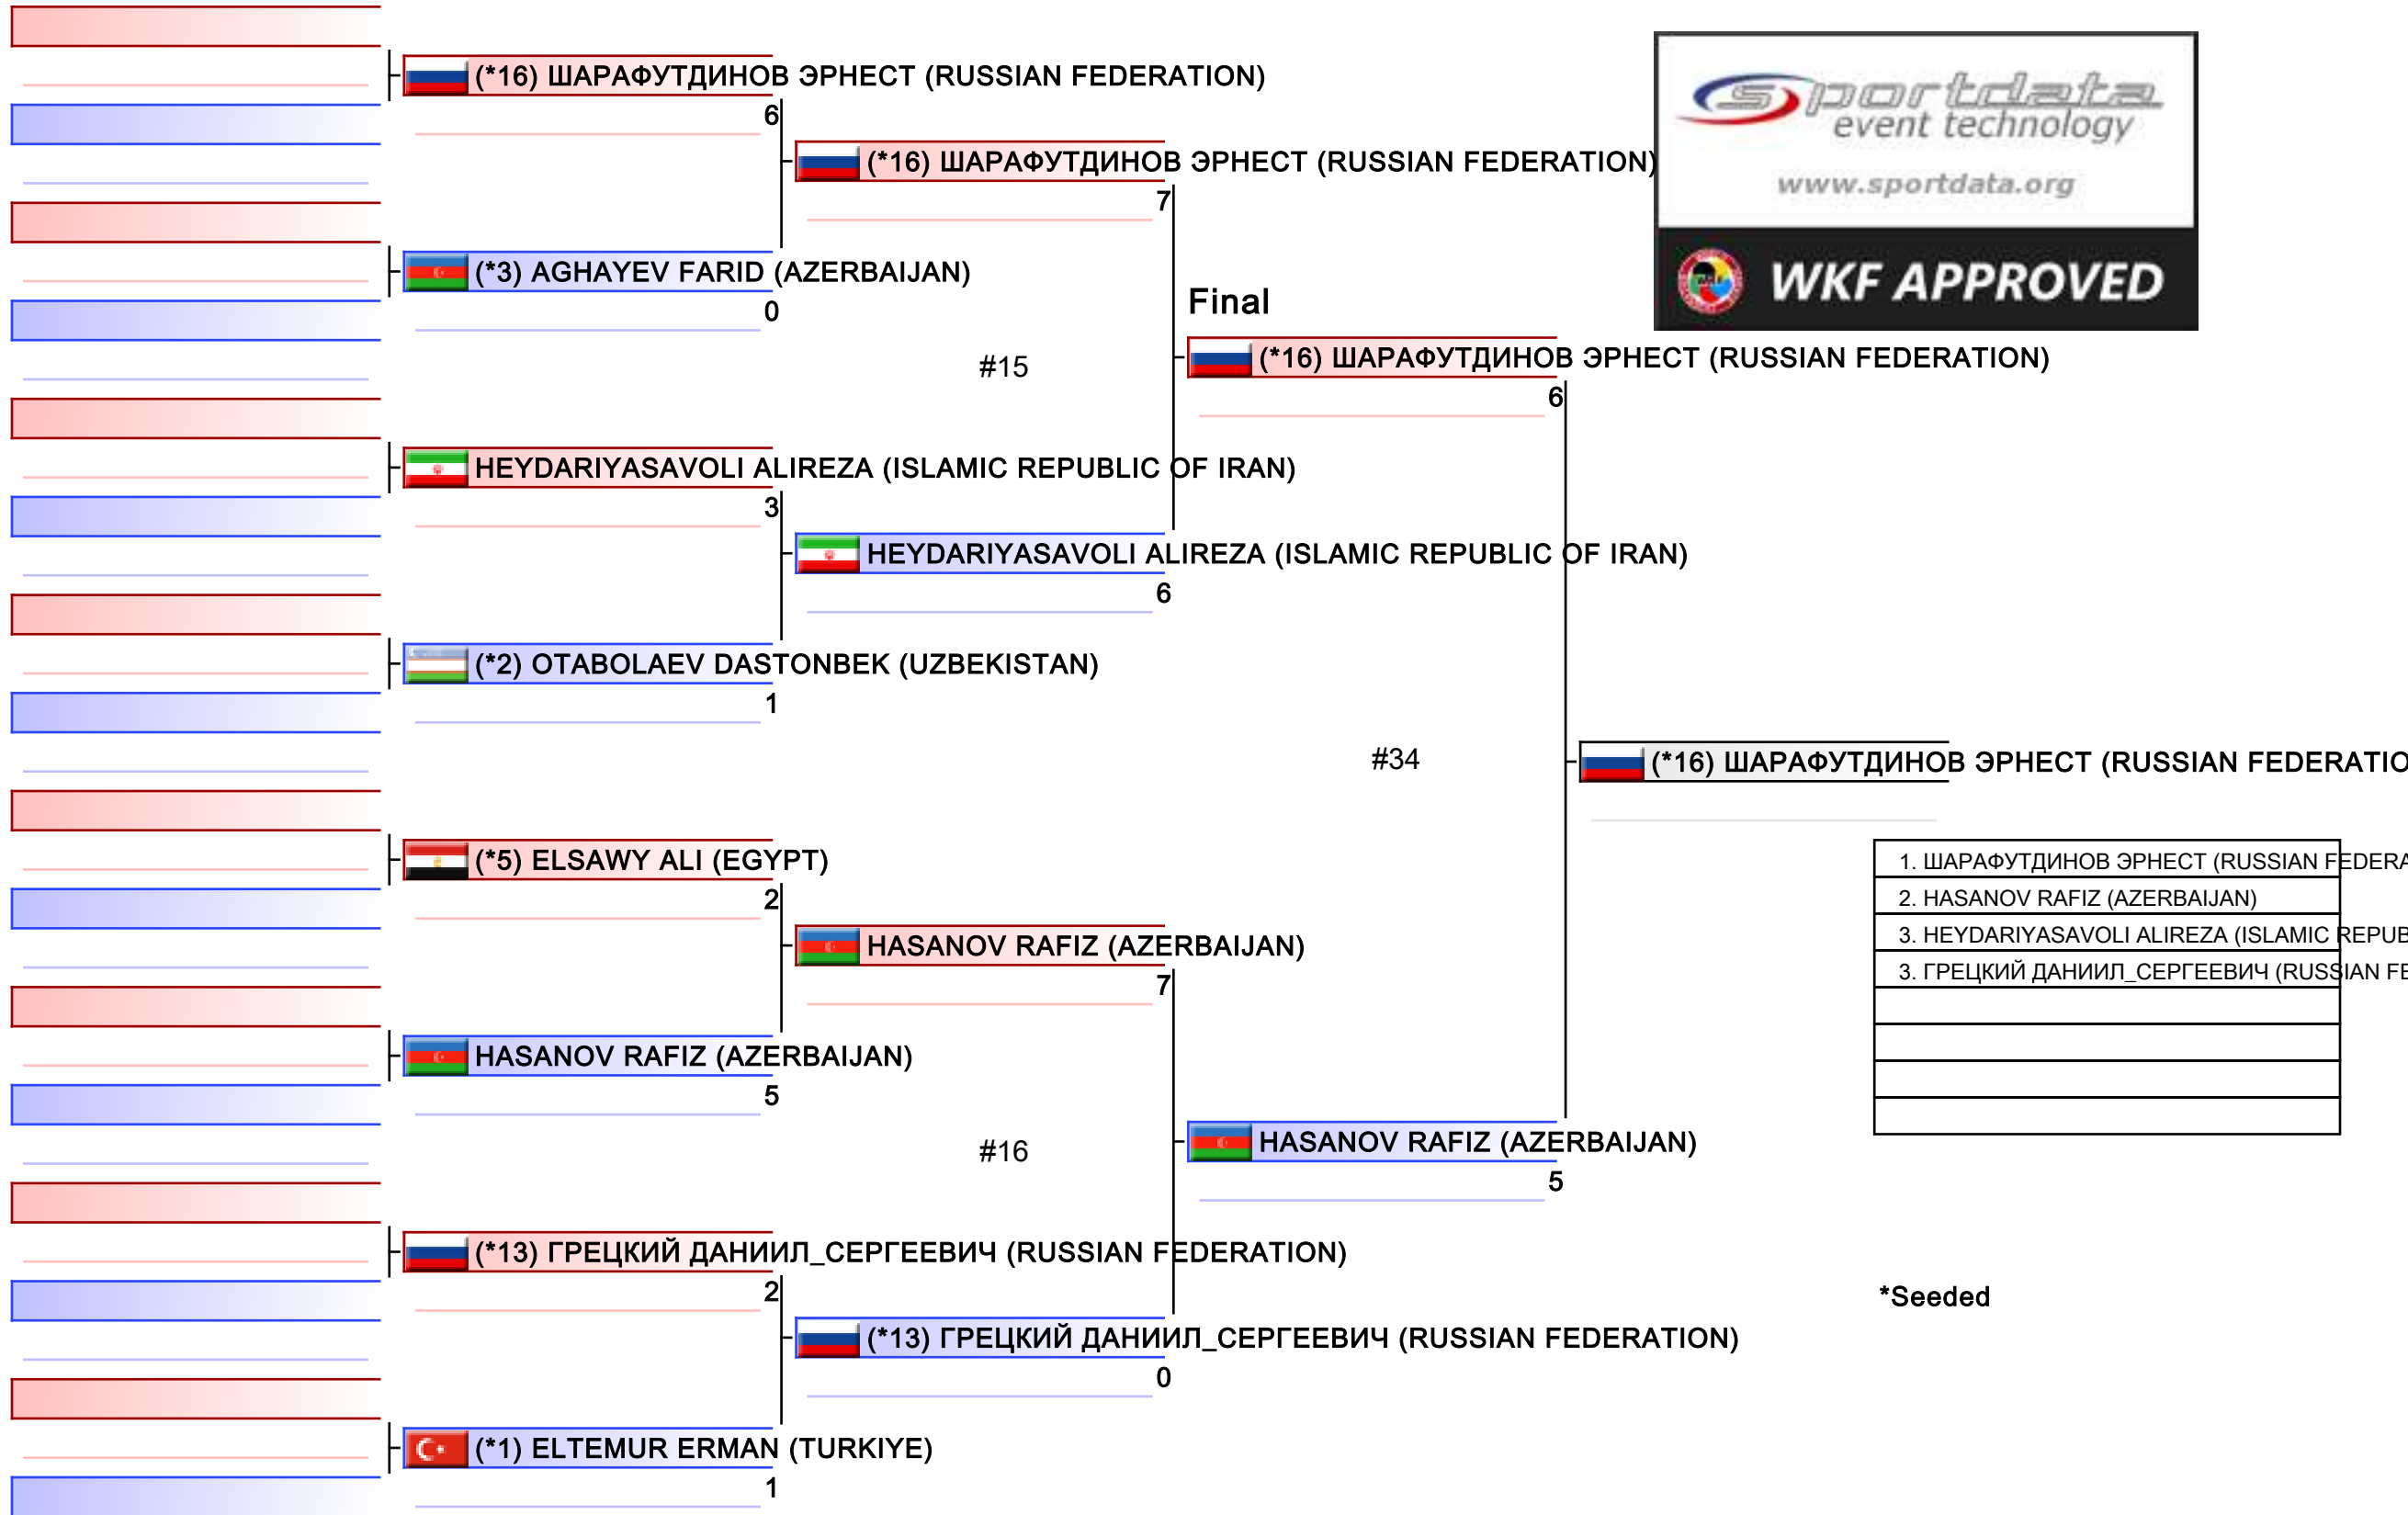 (*16) ШАРАФУТДИНОВ ЭРНЕСТ (RUSSIAN FEDERATION)
6
(*16) ШАРАФУТДИНОВ ЭРНЕСТ (RUSSIAN FEDERATION)
7
sportdata
event technology
www.sportdata.org
WKF APPROVED
(*3) AGHAYEV FARID (AZERBAIJAN)
0
Final
#15
(*16) ШАРАФУТДИНОВ ЭРНЕСТ (RUSSIAN FEDERATION)
6
HEYDARIYASAVOLI ALIREZA (ISLAMIC REPUBLIC OF IRAN)
3
HEYDARIYASAVOLI ALIREZA (ISLAMIC REPUBLIC OF IRAN)
6
(*2) OTABOLAEV DASTONBEK (UZBEKISTAN)
1
#34
(*16) ШАРАФУТДИНОВ ЭРНЕСТ (RUSSIAN FEDERATIO
(*5) ELSAWY ALI (EGYPT)
2
1. ШАРАФУТДИНОВ ЭРНЕСТ (RUSSIAN FEDERA
2. HASANOV RAFIZ (AZERBAIJAN)
3. HEYDARIYASAVOLI ALIREZA (ISLAMIC REPUB
3. ГРЕЦКИЙ ДАНИИЛ_СЕРГЕЕВИЧ (RUSSIAN FE
HASANOV RAFIZ (AZERBAIJAN)
7
HASANOV RAFIZ (AZERBAIJAN)
5
#16
HASANOV RAFIZ (AZERBAIJAN)
5
(*13) ГРЕЦКИЙ ДАНИИЛ_СЕРГЕЕВИЧ (RUSSIAN FEDERATION)
2
*Seeded
(*13) ГРЕЦКИЙ ДАНИИЛ_СЕРГЕЕВИЧ (RUSSIAN FEDERATION)
0
(*1) ELTEMUR ERMAN (TURKIYE)
1